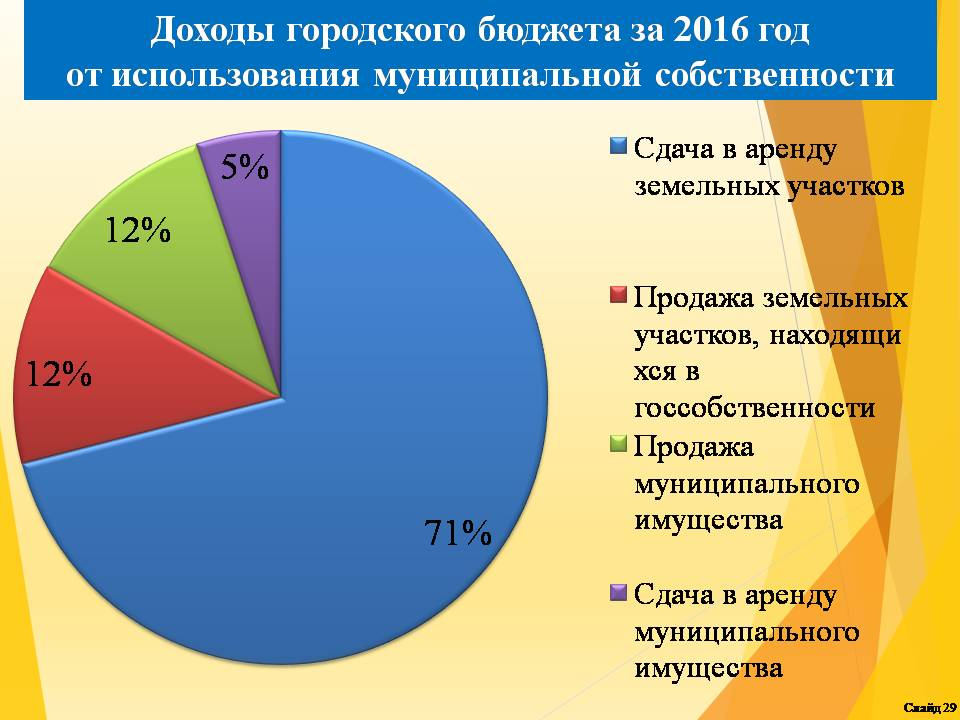 Доходы городского бюджета за 2016 год
от использования муниципальной собственности
5%
12%
12%
71%
Сдача в аренду
земельных участков
Продажа земельных
участков, находящи
хся в
госсобственности
Продажа
муниципального
имущества
Сдача в аренду
муниципального
имущества
Слайд 29